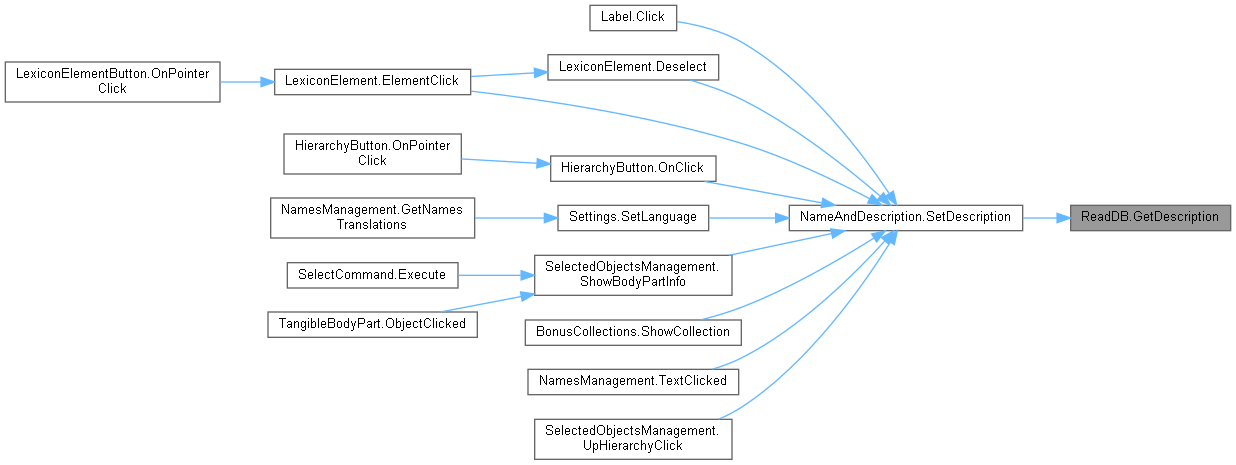 Label.Click
LexiconElement.Deselect
LexiconElementButton.OnPointer
Click
LexiconElement.ElementClick
HierarchyButton.OnPointer
Click
HierarchyButton.OnClick
NamesManagement.GetNames
Translations
Settings.SetLanguage
NameAndDescription.SetDescription
ReadDB.GetDescription
SelectCommand.Execute
SelectedObjectsManagement.
ShowBodyPartInfo
TangibleBodyPart.ObjectClicked
BonusCollections.ShowCollection
NamesManagement.TextClicked
SelectedObjectsManagement.
UpHierarchyClick